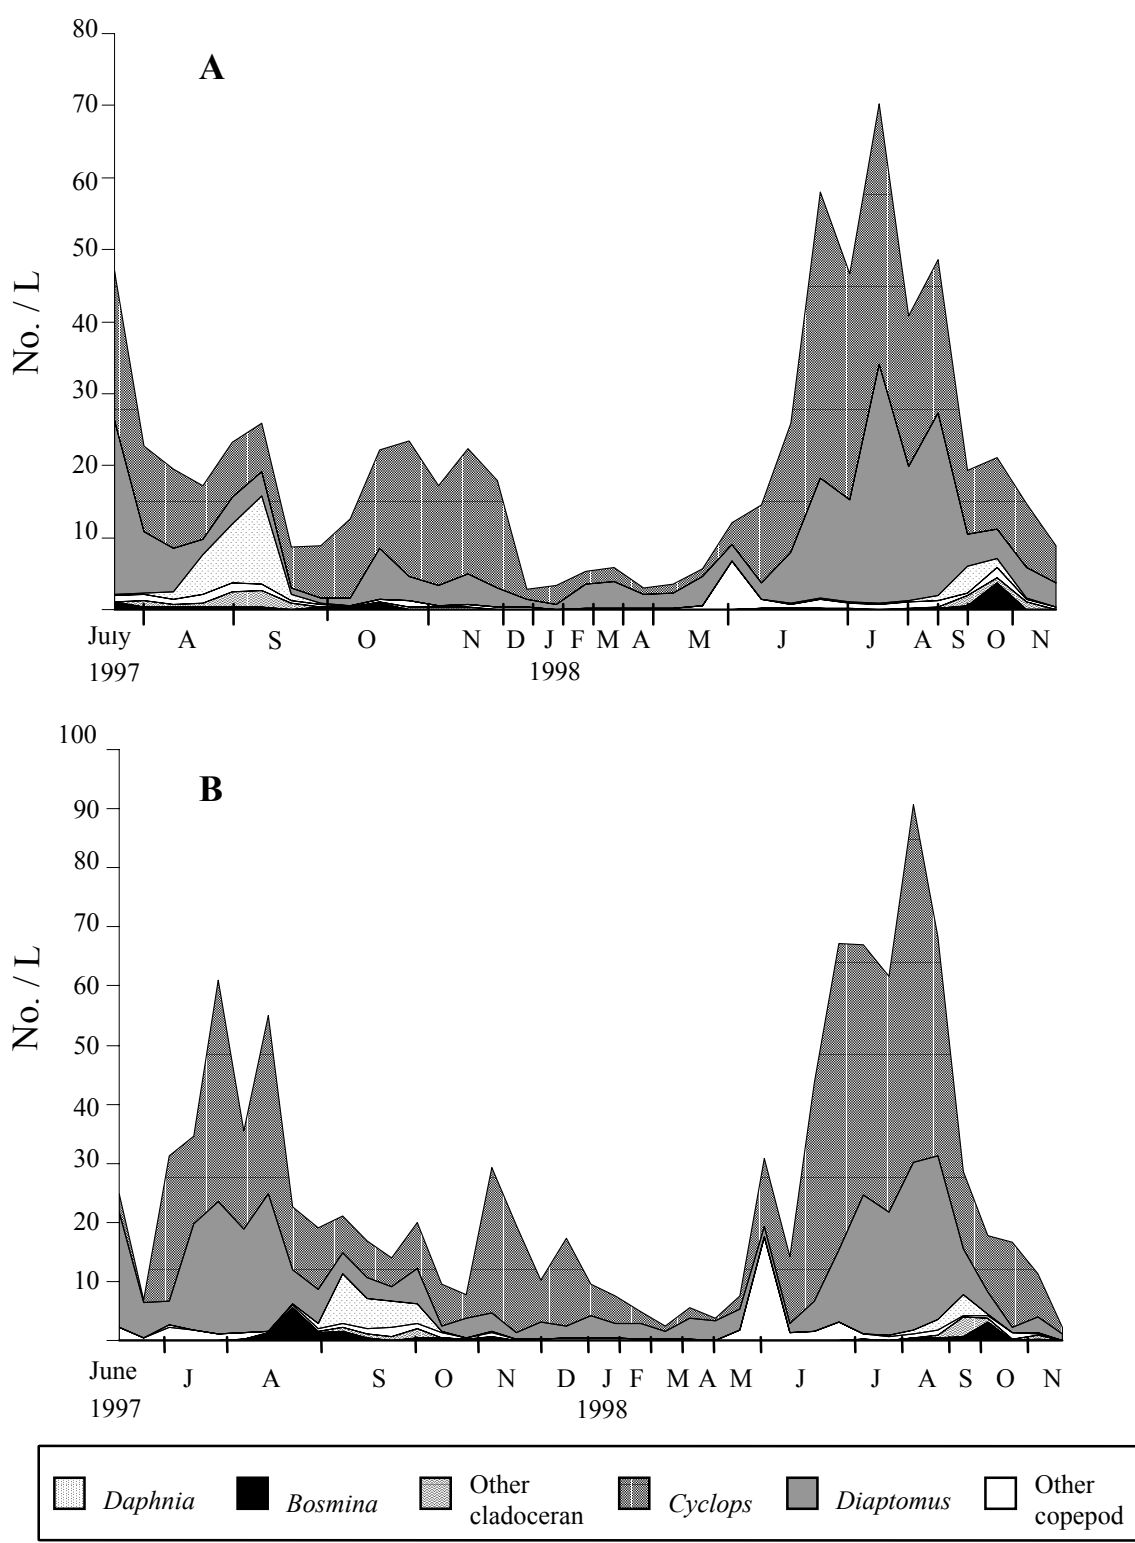 80
A
70
60
50
40
30
20
10
No. / L
July A S O N D J F M A M J J A S O N
1997 1998
100
B
90
80
70
60
50
40
30
20
10
No. / L
June J A S O N D J F M A M J J A S O N
1997 1998
Daphnia Bosmina Other cladoceran Cyclops Diaptomus Other copepod